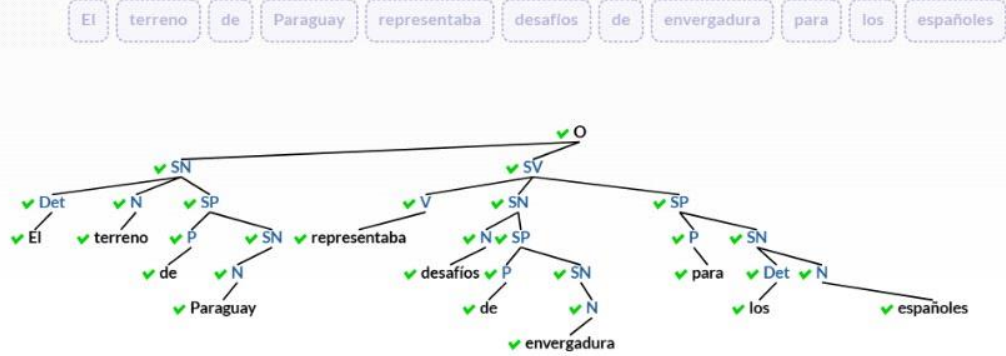 El terreno de Paraguay representaba desafíos de envergadura para los españoles
O
SN SV
Det N SP V SN SP
El terreno P SN representaba N SP P SN
de N desafíos P SN para Det N
Paraguay de N los españoles
envergadura